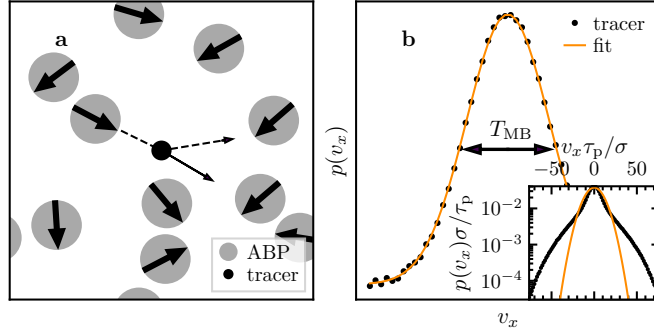 a
ABP
tracer
b
tracer
fit
p(v_x)
T_MB
v_x
v_xτ_p/σ
−50 0 50
p(v_x)σ/τ_p
10^−2
10^−3
10^−4